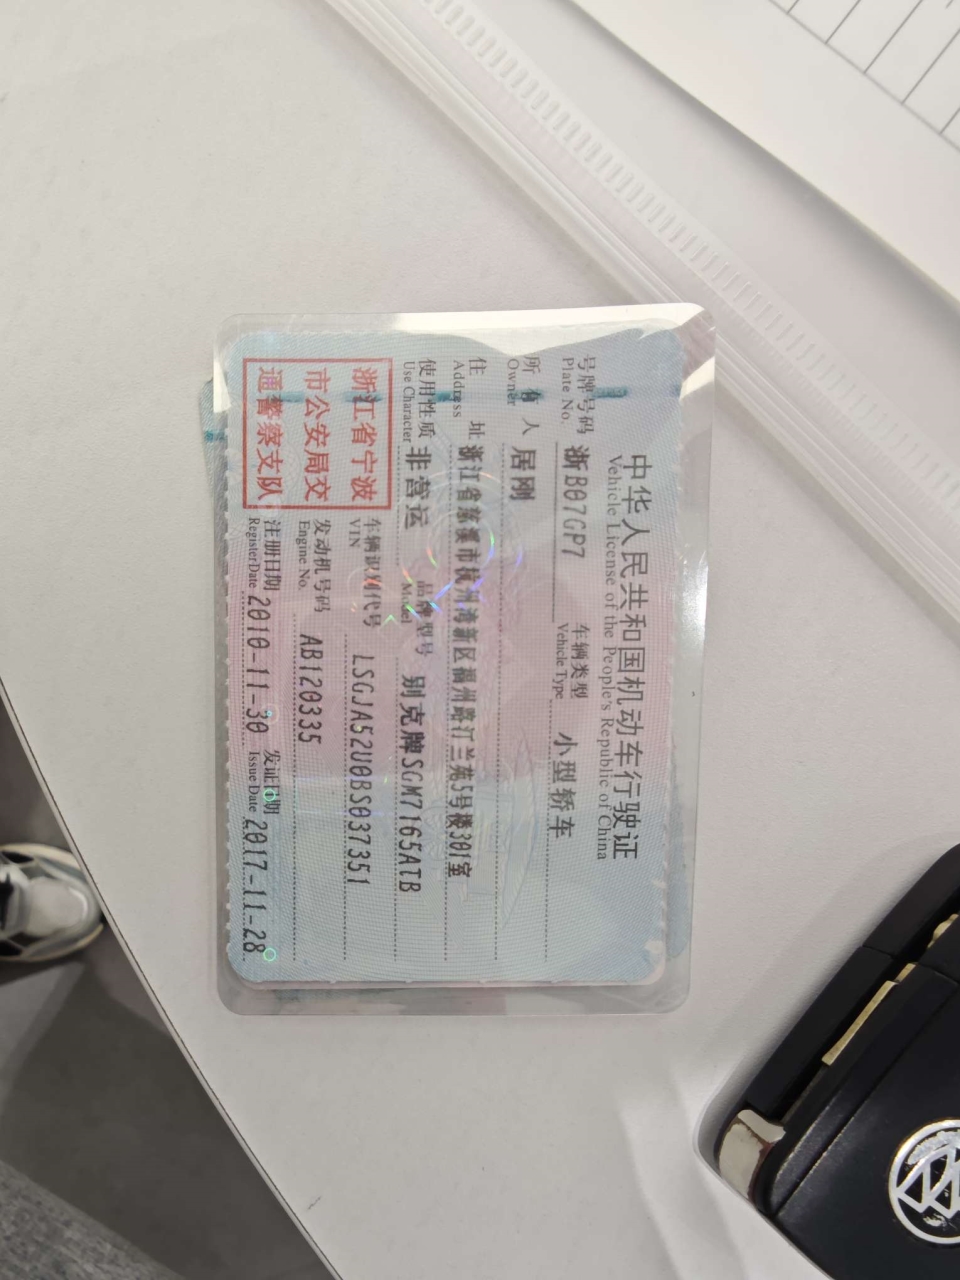 中华人民共和国机动车行驶证
Vehicle License of the People's Republic of China
号牌号码 浙B07GP7 车辆类型 小型轿车
Plate No. Vehicle Type
所有人 居刚
Owner
住址 浙江省慈溪市杭州湾新区福州路汀兰苑5号楼301室
Address
使用性质 非营运 品牌型号 别克牌SGM7165ATB
Use Character Model
浙江省宁波
市公安局交
通警察支队
车辆识别代号 LSGJA52U0BS037351
VIN
发动机号码 AB120335
Engine No.
注册日期 2010-11-30 发证日期 2017-11-28
Register Date Issue Date